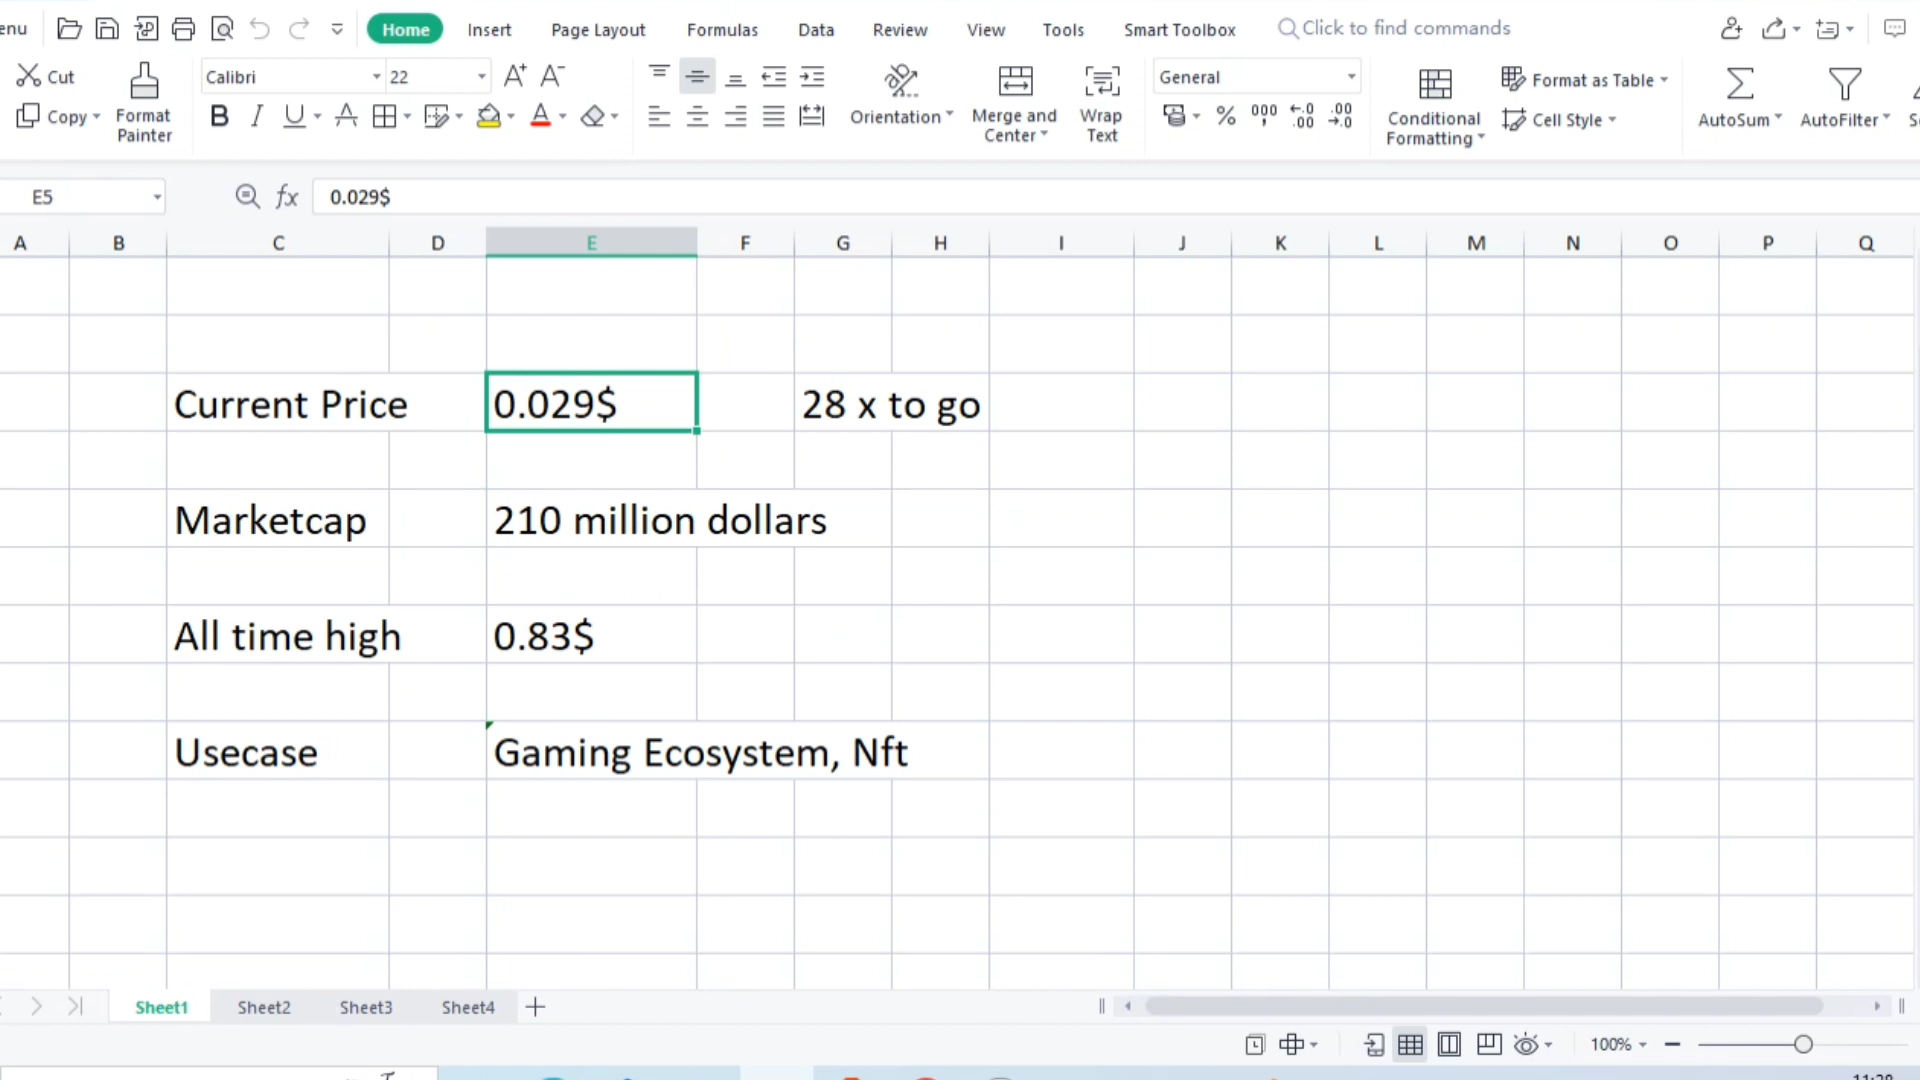 enu Home Insert Page Layout Formulas Data Review View Tools Smart Toolbox Click to find commands
Cut Calibri 22 A+ A- General Format as Table
Copy Format Painter B I U A A Orientation Merge and Center Wrap Text % 000 Conditional Formatting Cell Style AutoSum AutoFilter
E5 fx 0.029$
A B C D E F G H I J K L M N O P Q
Current Price 0.029$ 28 x to go
Marketcap 210 million dollars
All time high 0.83$
Usecase Gaming Ecosystem, Nft
Sheet1 Sheet2 Sheet3 Sheet4
100%